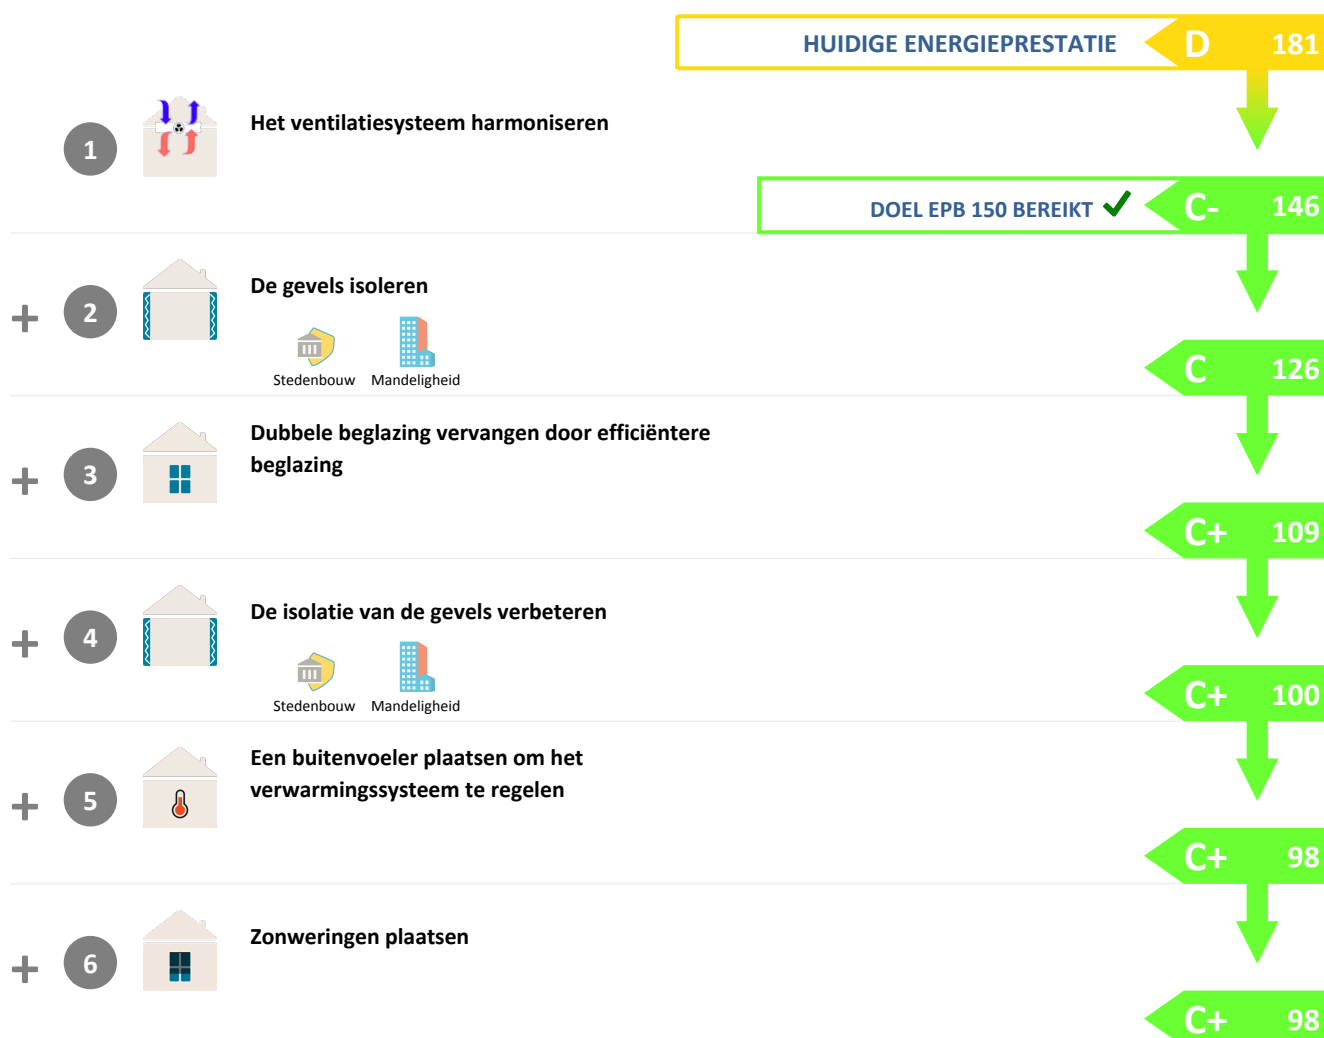 HUIDIGE ENERGIEPRESTATIE D 181
1 Het ventilatiesysteem harmoniseren
DOEL EPB 150 BEREIKT C- 146
+ 2 De gevels isoleren
Stedenbouw Mandeligheid
C 126
+ 3 Dubbele beglazing vervangen door efficiëntere
beglazing
C+ 109
+ 4 De isolatie van de gevels verbeteren
Stedenbouw Mandeligheid
C+ 100
+ 5 Een buitenvoeler plaatsen om het
verwarmingssysteem te regelen
C+ 98
+ 6 Zonweringen plaatsen
C+ 98